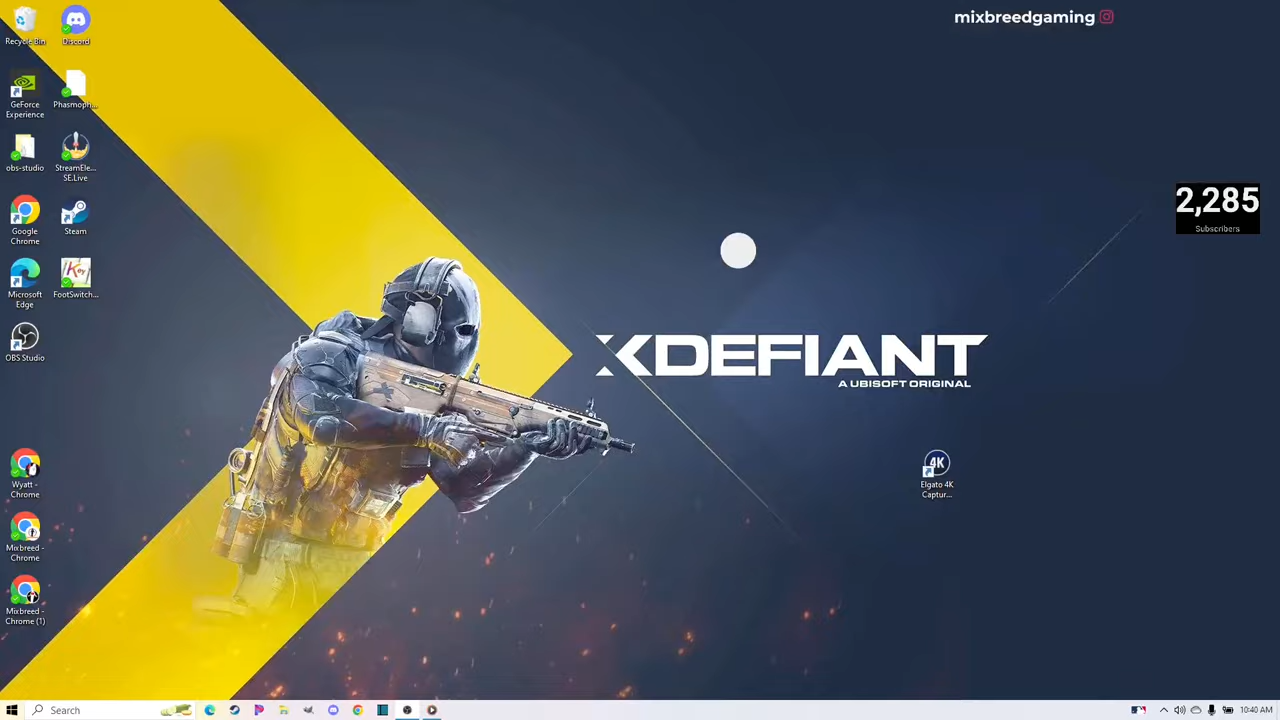 mixbreedgaming
Recycle Bin
Discord
GeForce
Experience
Phasmoph...
obs-studio
StreamEle...
SE.Live
2,285
Subscribers
Google
Chrome
Steam
Microsoft
Edge
FootSwitch...
OBS Studio
XDEFIANT
A UBISOFT ORIGINAL
4K
Elgato 4K
Captur...
Wyatt -
Chrome
Mixbreed -
Chrome
Mixbreed -
Chrome (1)
Search
10:40 AM